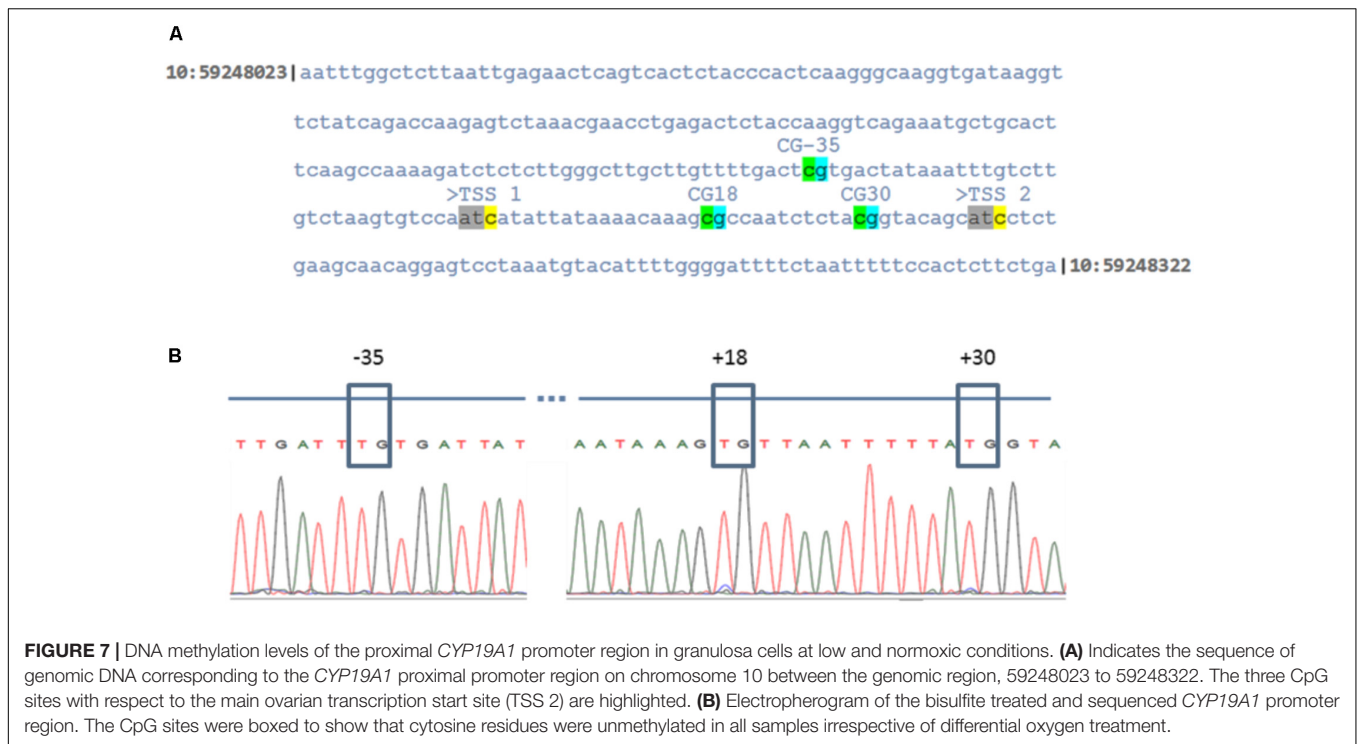 A
10:59248023|aatttggctcttaattgagaactcagtcactctacccactcaagggcaaggtgataaggt
tctatcagaccaagagtctaaacgaacctgagactctaccaaggtcagaaatgctgcact
CG-35
tcaagccaaaagatctctcttgggcttgcttgttttgactcgtgactataaatttgtctt
>TSS 1 CG18 CG30 >TSS 2
gtctaagtgtccaatcatattataaaacaaagcgccaatctctacggtacagcatcctct
gaagcaacaggagtcctaaatgtacattttggggattttctaatttttccactcttctga|10:59248322
B
-35 +18 +30
T T G A T T T G T G A T T A T A A T A A A G T G T T A A T T T T T A T G G T A
FIGURE 7 | DNA methylation levels of the proximal CYP19A1 promoter region in granulosa cells at low and normoxic conditions. (A) Indicates the sequence of
genomic DNA corresponding to the CYP19A1 proximal promoter region on chromosome 10 between the genomic region, 59248023 to 59248322. The three CpG
sites with respect to the main ovarian transcription start site (TSS 2) are highlighted. (B) Electropherogram of the bisulfite treated and sequenced CYP19A1 promoter
region. The CpG sites were boxed to show that cytosine residues were unmethylated in all samples irrespective of differential oxygen treatment.